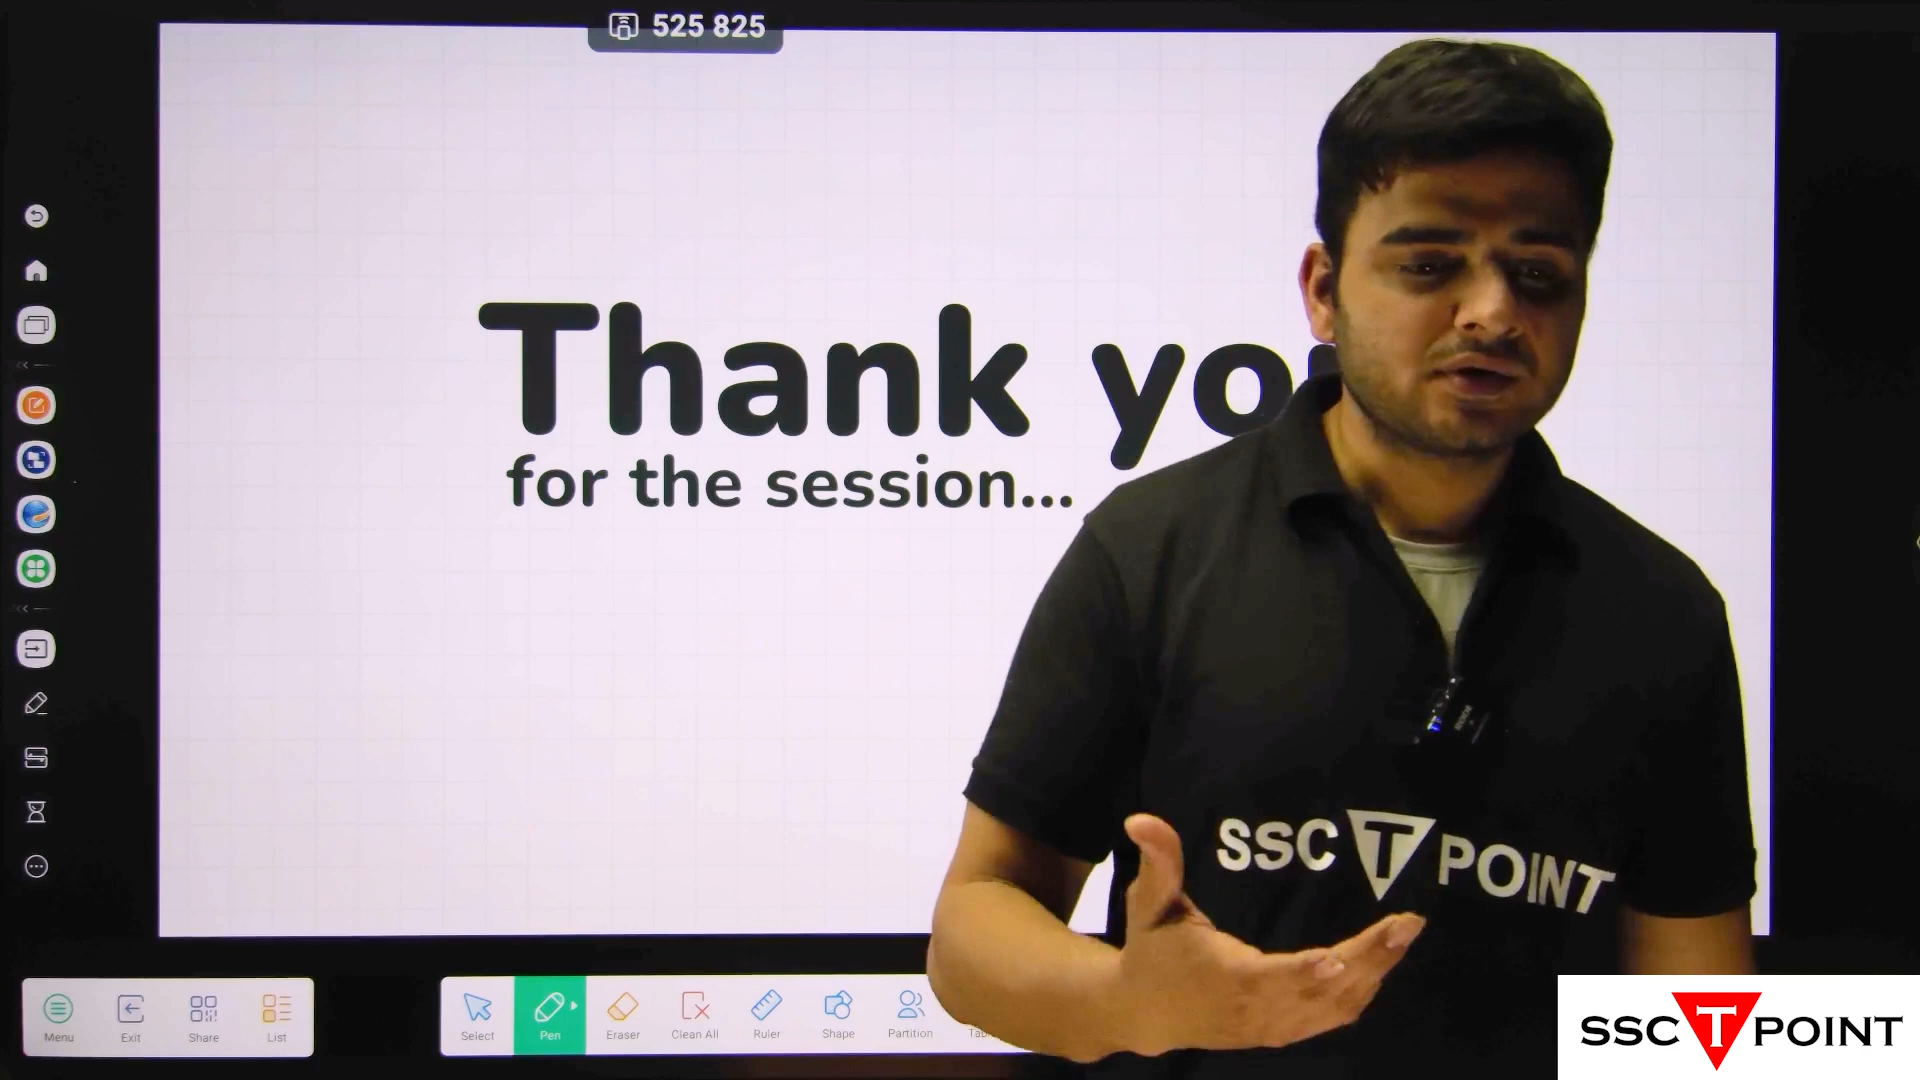 525 825
Thank you
for the session...
SSC T POINT
Menu
Exit
Share
List
Select
Pen
Eraser
Clean All
Ruler
Shape
Partition
SSC T POINT